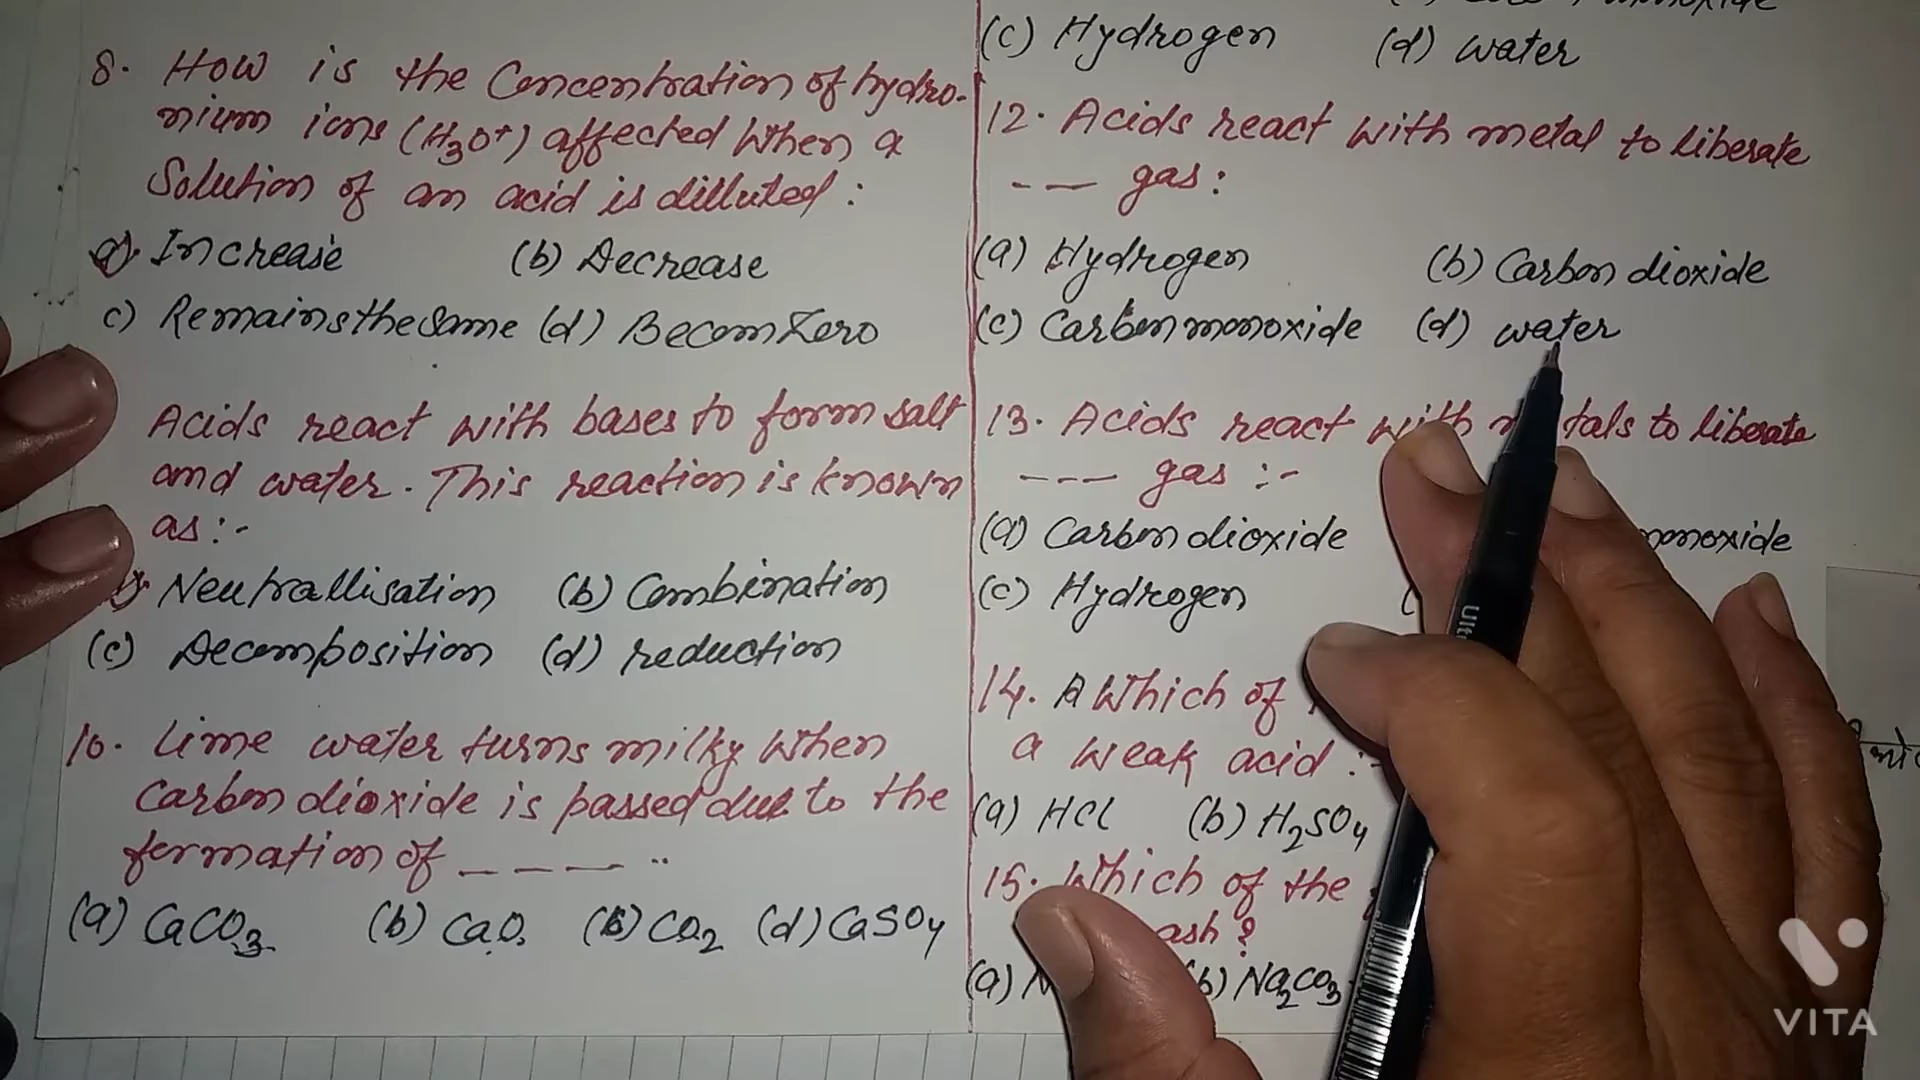 8. How is the Concentration of hydro-
nium ions (H3O+) affected When a
Solution of an acid is dilluted :
a) Increase (b) Decrease
c) Remains the Same (d) Becom Zero
Acids react with bases to form salt
and water. This reaction is known
as :-
Neutrallisation (b) Combination
(c) Decomposition (d) reduction
10. Lime water turns milky When
Carbon dioxide is passed due to the
formation of ----
(a) CaCO3 (b) CaO (c) CO2 (d) CaSO4
(c) Hydrogen (d) water
12. Acids react with metal to liberate
--- gas :
(a) Hydrogen (b) Carbon dioxide
(c) Carbon monoxide (d) water
13. Acids react with metals to liberate
--- gas :-
(a) Carbon dioxide monoxide
(c) Hydrogen
14. Which of
a weak acid :-
(a) HCl (b) H2SO4
15. Which of the
ash ?
(a) (b) Na2CO3
Ult
VITA